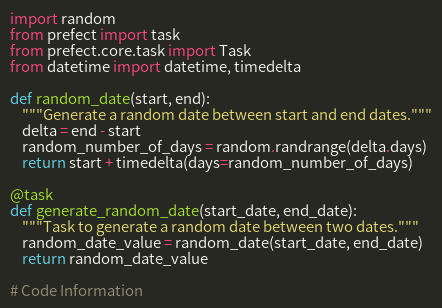 import random
from prefect import task
from prefect.core.task import Task
from datetime import datetime, timedelta

def random_date(start, end):
    """Generate a random date between start and end dates."""
    delta = end - start
    random_number_of_days = random.randrange(delta.days)
    return start + timedelta(days=random_number_of_days)

@task
def generate_random_date(start_date, end_date):
    """Task to generate a random date between two dates."""
    random_date_value = random_date(start_date, end_date)
    return random_date_value

# Code Information